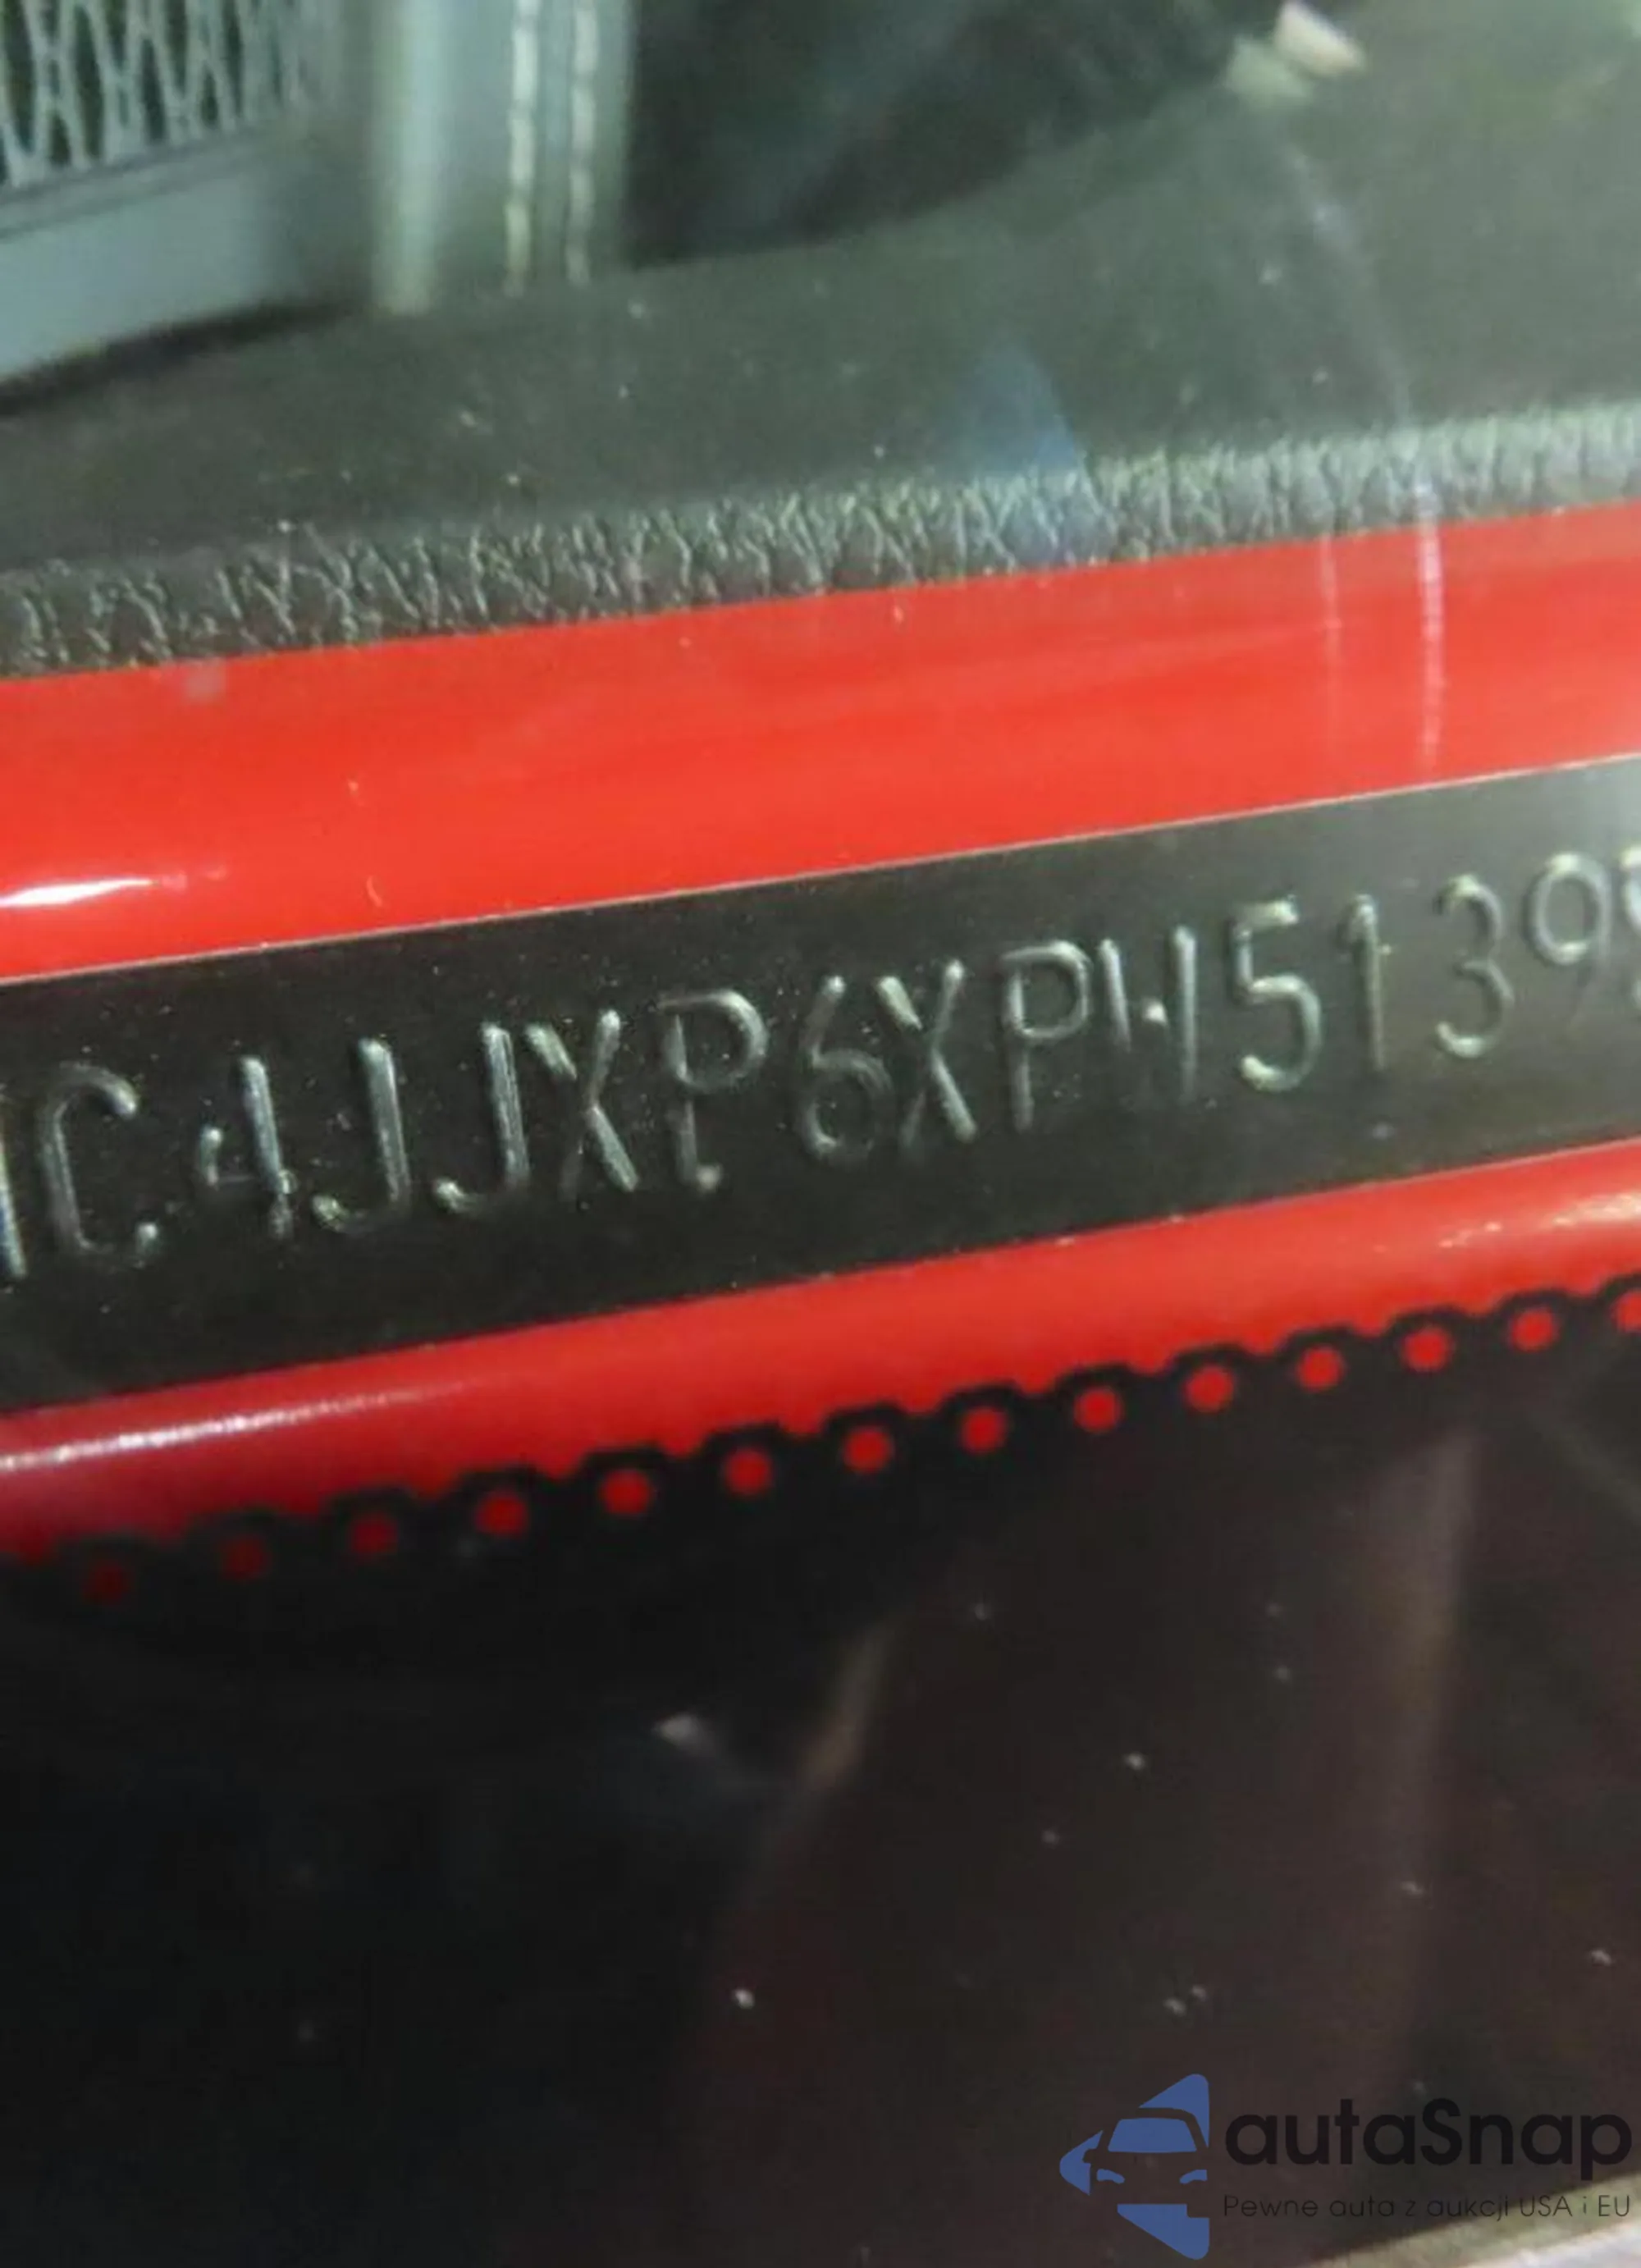 1C4JJXP6XPW5139
autaSnap
Pewne auta z aukcji USA i EU